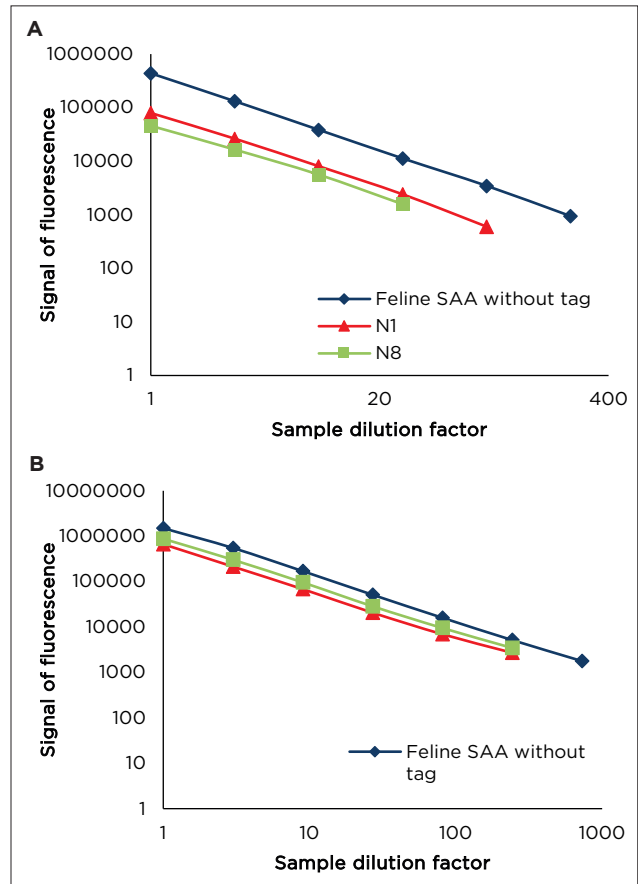 A
1000000
100000
10000
1000
100
10
1
Signal of fluorescence
Feline SAA without tag
N1
N8
1 20 400
Sample dilution factor
B
10000000
1000000
100000
10000
1000
100
10
1
Signal of fluorescence
Feline SAA without
tag
1 10 100 1000
Sample dilution factor